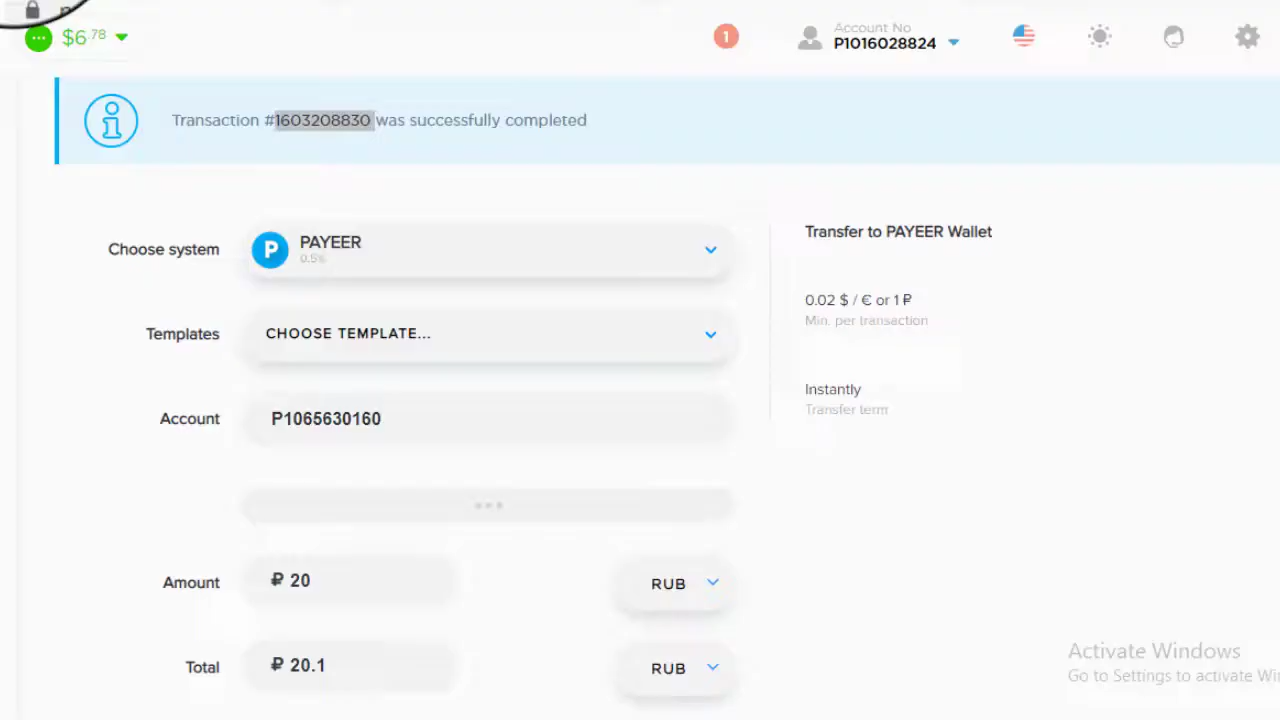 $6.78
1
Account No
P1016028824
Transaction #1603208830 was successfully completed
Choose system
P
PAYEER
0.5%
Transfer to PAYEER Wallet
0.02 $ / € or 1 ₽
Min. per transaction
Templates
CHOOSE TEMPLATE...
Instantly
Transfer term
Account
P1065630160
Amount
₽ 20
RUB
Total
₽ 20.1
RUB
Activate Windows
Go to Settings to activate